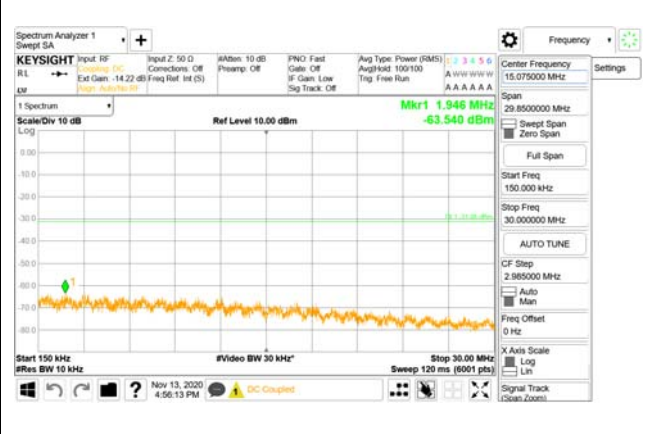 Spectrum Analyzer 1
Swept SA
Frequency
KEYSIGHT
RL
Input: RF
Coupling: DC
Ext Gain: -14.22 dB
Align: Auto/No RF
Input Z: 50 Ω
Corrections: Off
Freq Ref: Int (S)
#Atten: 10 dB
Preamp: Off
PNO: Fast
Gate: Off
IF Gain: Low
Sig Track: Off
Avg Type: Power (RMS)
Avg|Hold: 100/100
Trig: Free Run
1 2 3 4 5 6
A W W W W W
A A A A A A
1 Spectrum
Scale/Div 10 dB
Ref Level 10.00 dBm
Mkr1 1.946 MHz
-63.540 dBm
Log
0.00
-10.0
-20.0
-30.0
-40.0
-50.0
-60.0
-70.0
-80.0
1
Start 150 kHz
#Res BW 10 kHz
#Video BW 30 kHz*
Stop 30.00 MHz
Sweep 120 ms (6001 pts)
Nov 13, 2020
4:56:13 PM
DC Coupled
Center Frequency
15.075000 MHz
Settings
Span
29.8500000 MHz
Swept Span
Zero Span
Full Span
Start Freq
150.000 kHz
Stop Freq
30.000000 MHz
AUTO TUNE
CF Step
2.985000 MHz
Auto
Man
Freq Offset
0 Hz
X Axis Scale
Log
Lin
Signal Track
(Span Zoom)